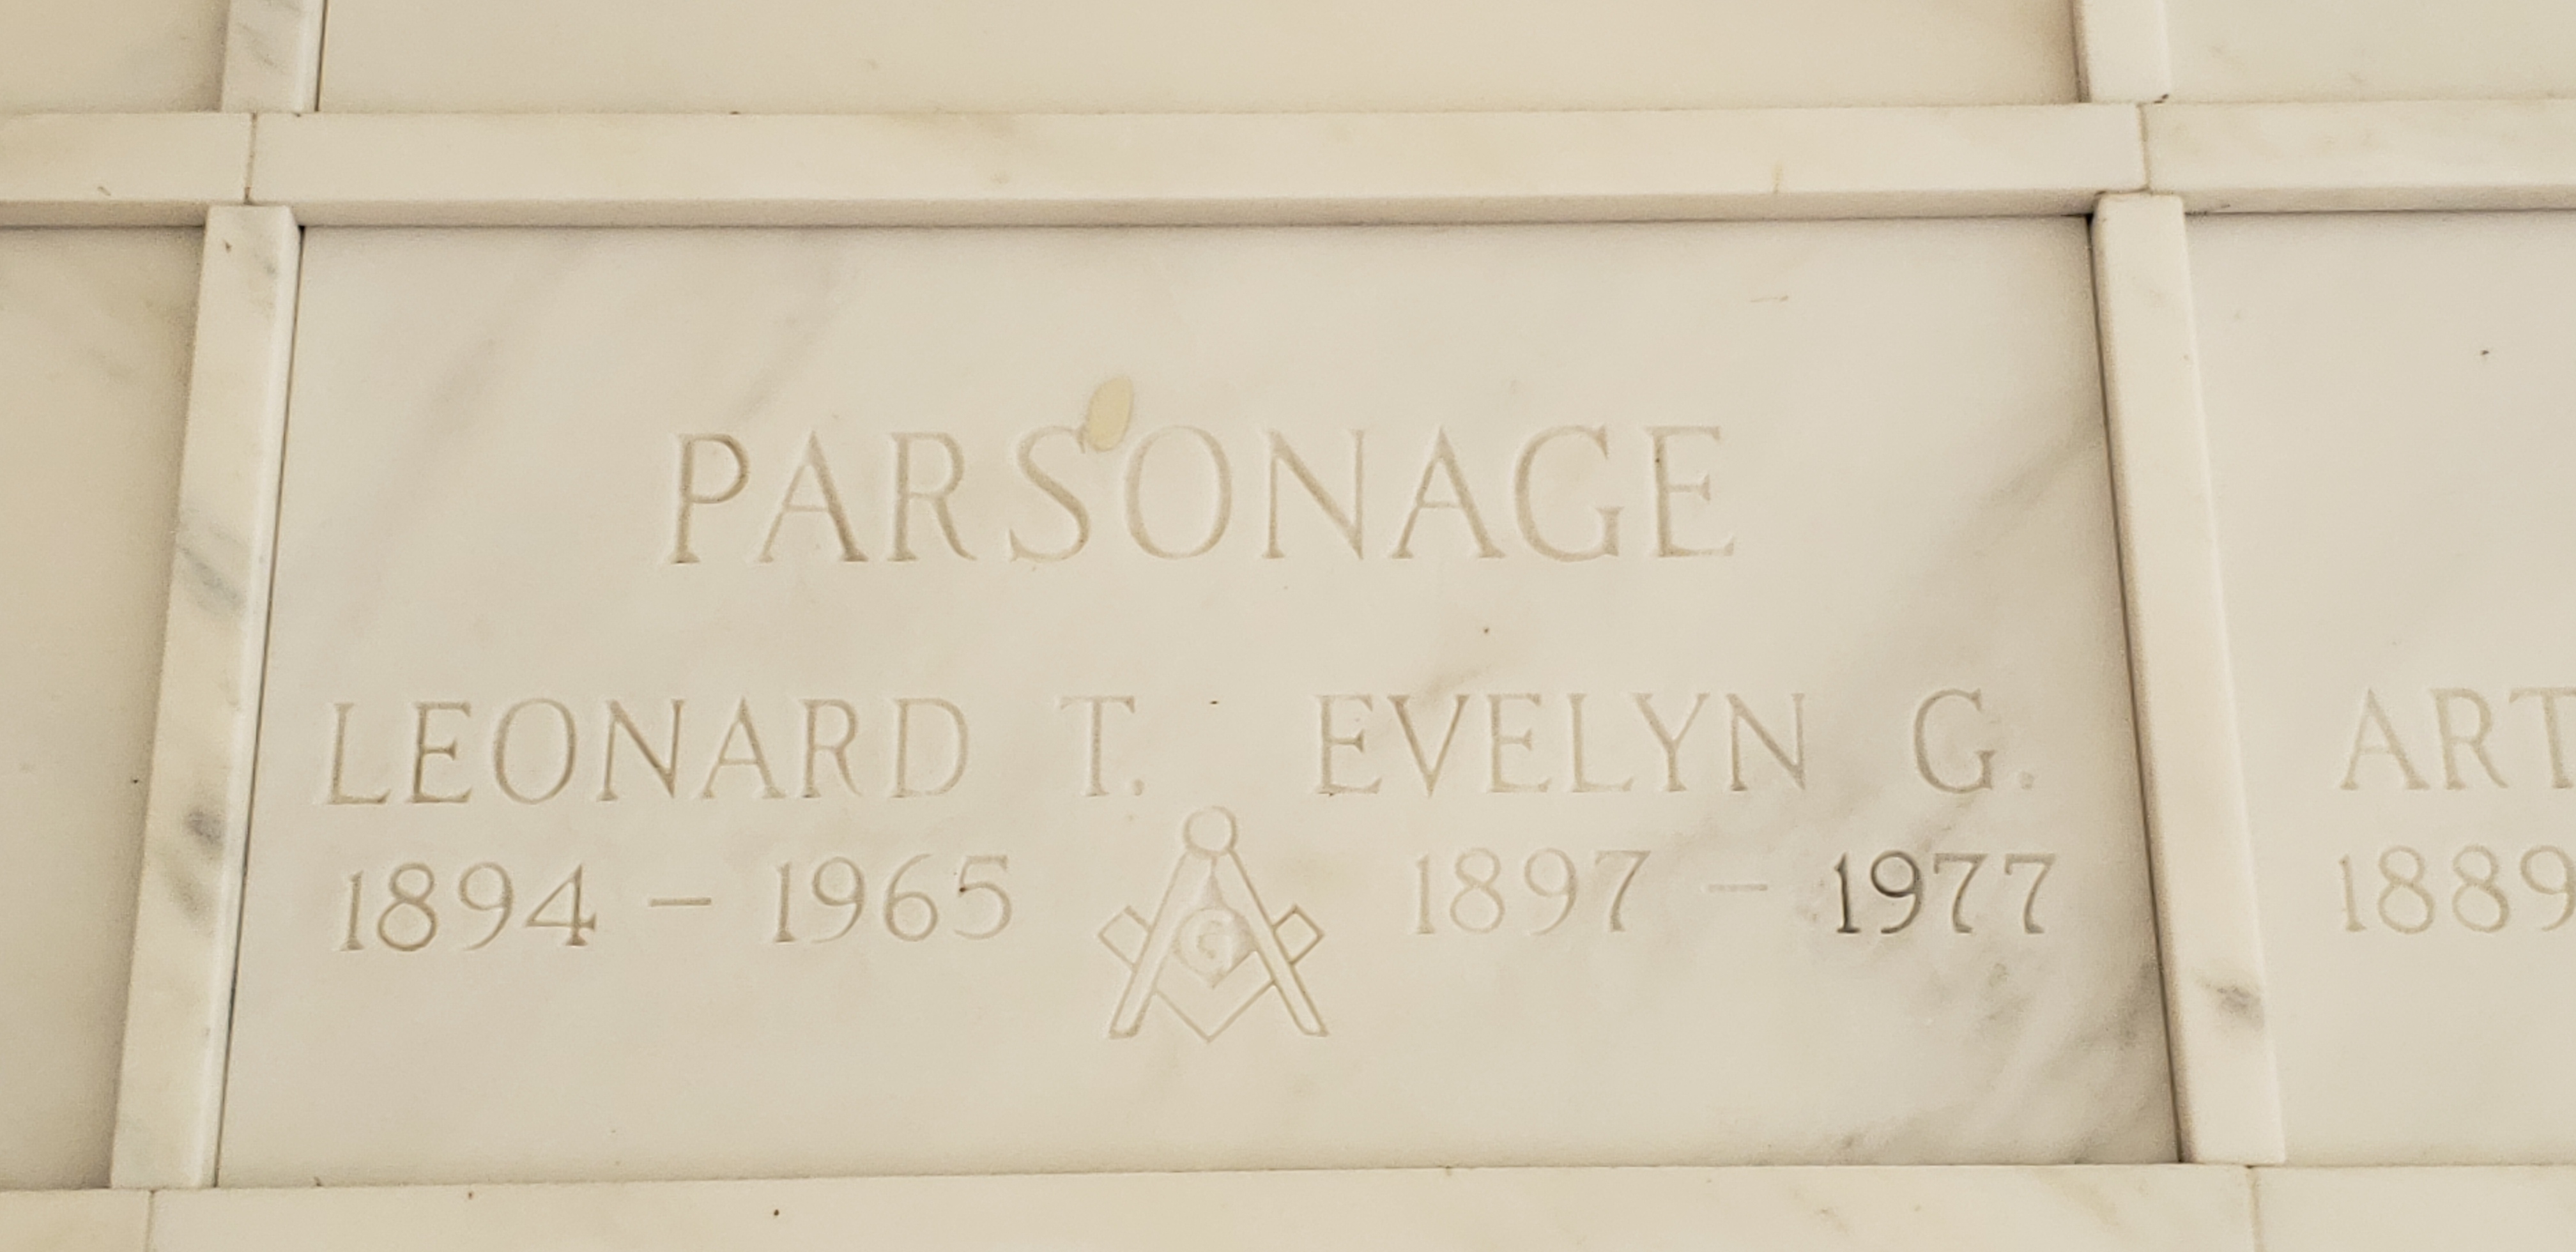 PARSONAGE
LEONARD T. EVELYN G.
1894 – 1965 G 1897 – 1977
ART
1889